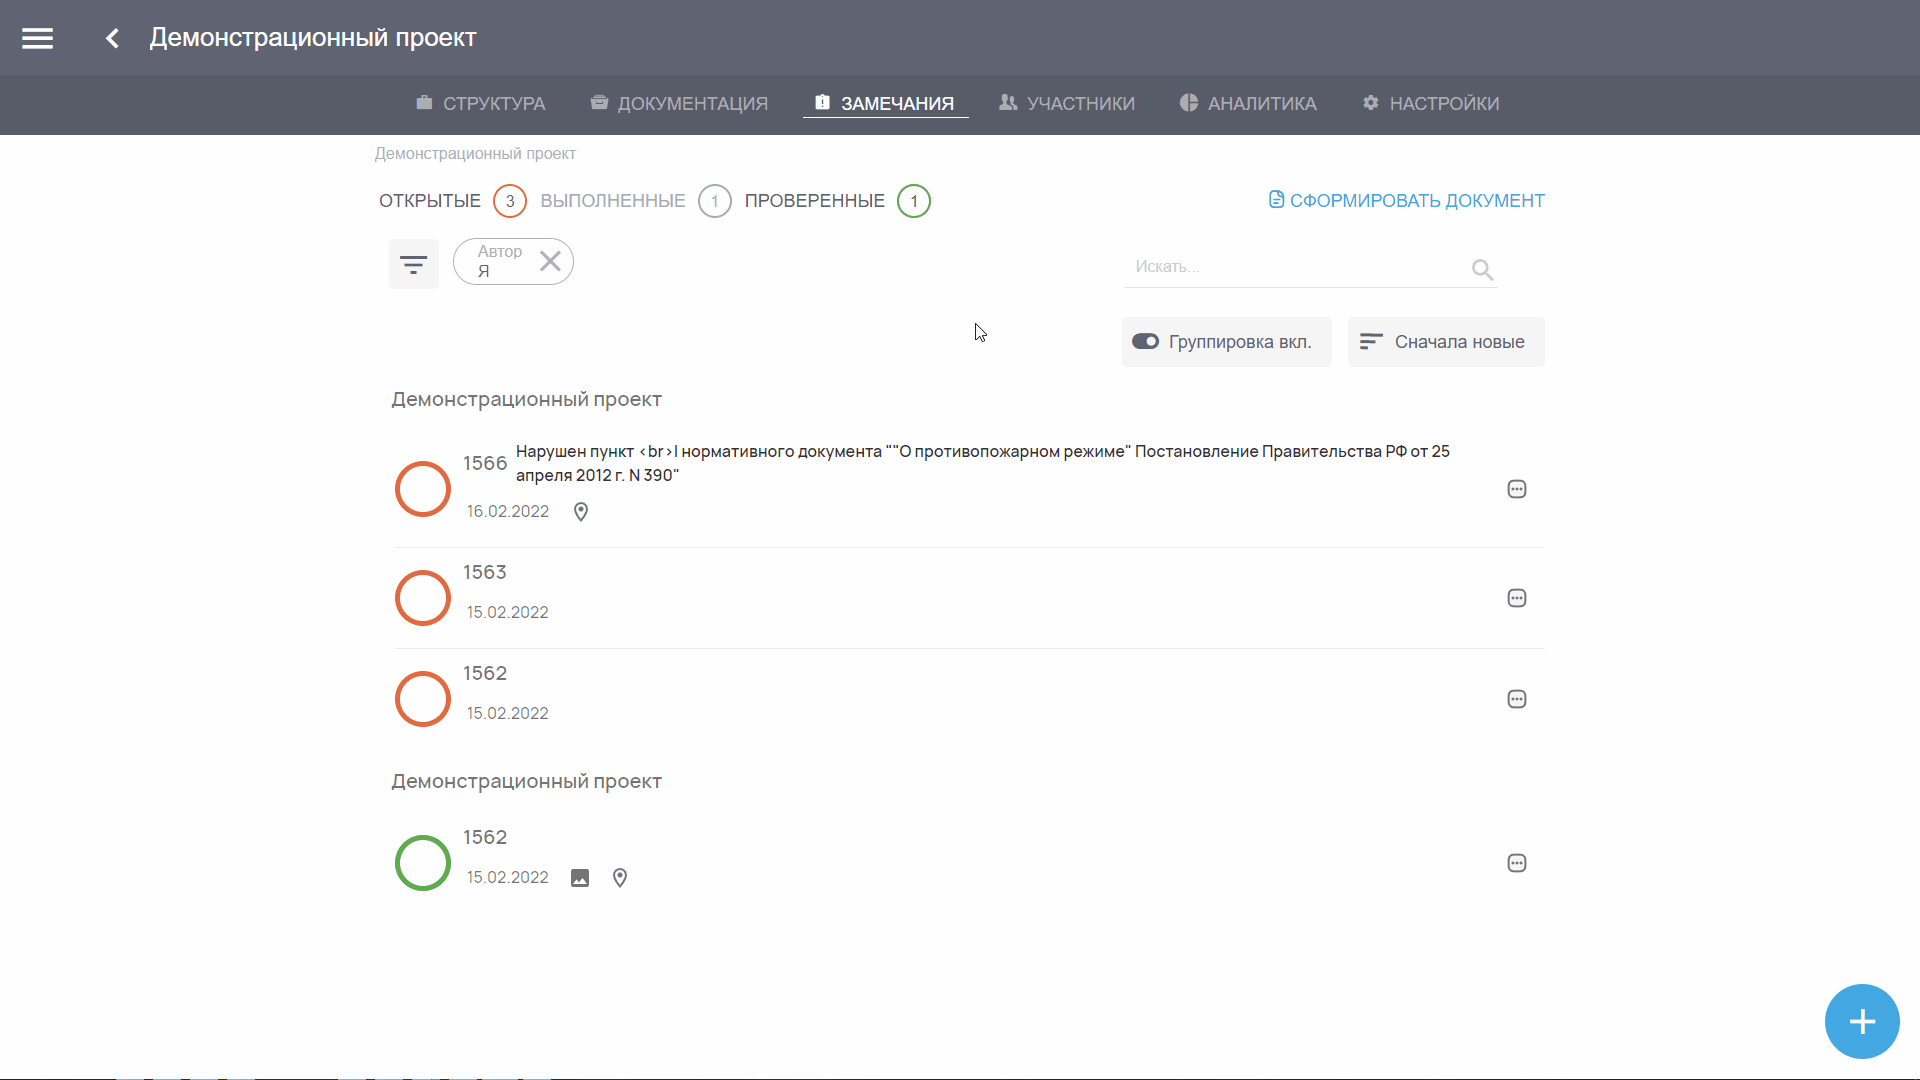 Демонстрационный проект
СТРУКТУРА ДОКУМЕНТАЦИЯ ЗАМЕЧАНИЯ УЧАСТНИКИ АНАЛИТИКА НАСТРОЙКИ
Демонстрационный проект
ОТКРЫТЫЕ 3 ВЫПОЛНЕННЫЕ 1 ПРОВЕРЕННЫЕ 1 СФОРМИРОВАТЬ ДОКУМЕНТ
Автор
Я
Искать...
Группировка вкл. Сначала новые
Демонстрационный проект
1566 Нарушен пункт <br>I нормативного документа ""О противопожарном режиме" Постановление Правительства РФ от 25
апреля 2012 г. N 390"
16.02.2022
1563
15.02.2022
1562
15.02.2022
Демонстрационный проект
1562
15.02.2022